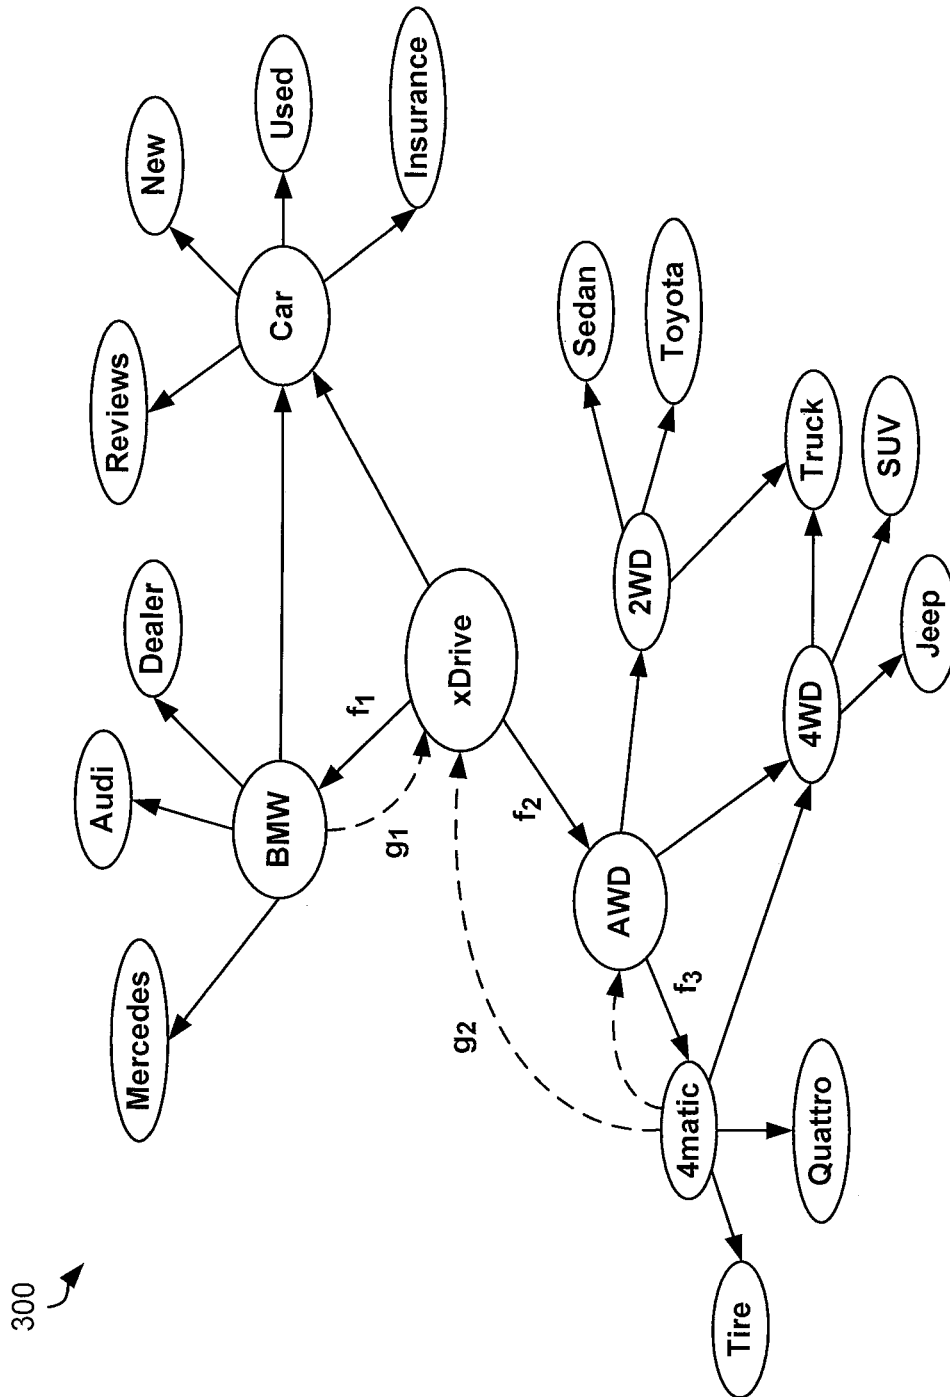 300
Mercedes
Audi
Dealer
Reviews
New
BMW
Car
Used
g1
f1
Insurance
xDrive
g2
f2
Sedan
AWD
2WD
Toyota
f3
4matic
Tire
Quattro
4WD
Truck
SUV
Jeep